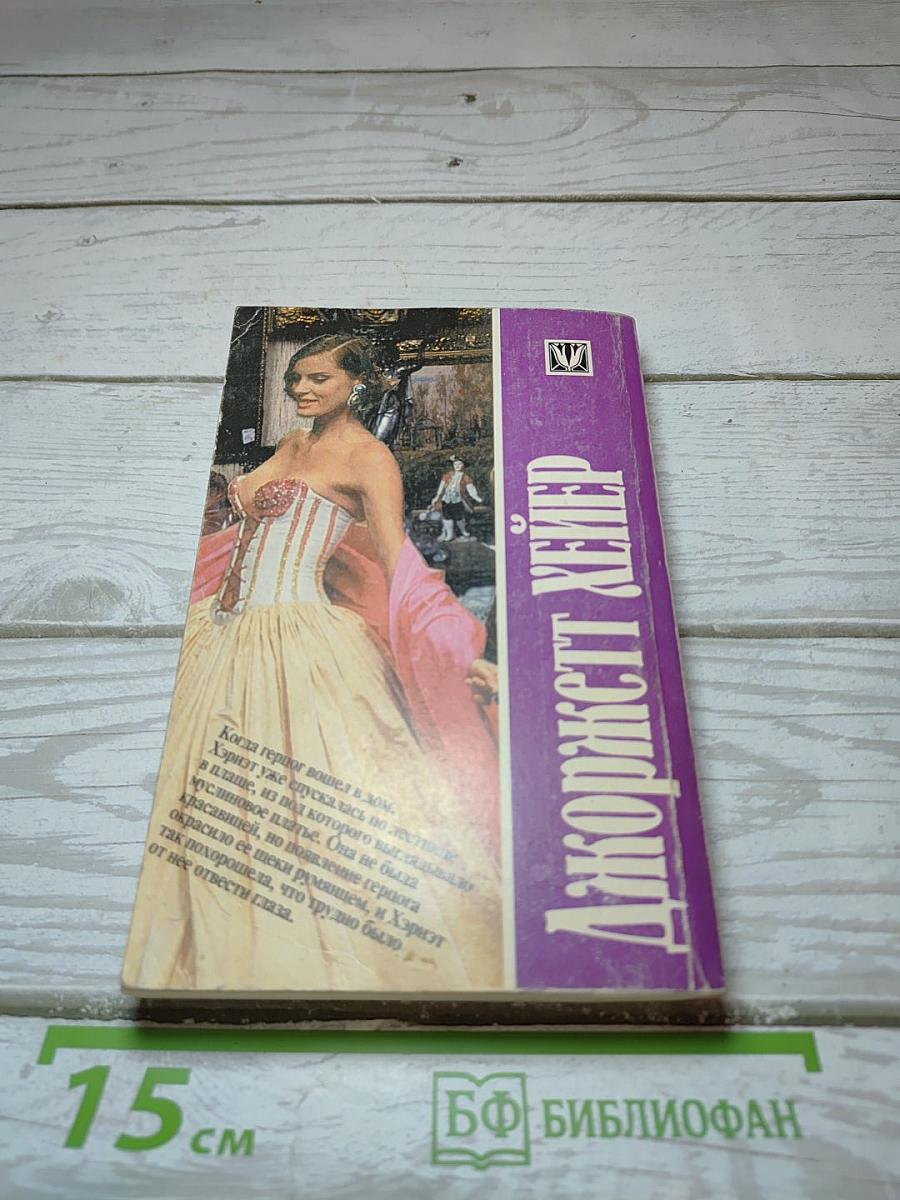 ДЖОРЖЕТТ ХЕЙЕР
Когда герцог вошел в дом,
Хэриэт уже спускалась по лестнице
в плаще, из под которого выглядывало
муслиновое платье. Она не была
красавицей, но появление герцога
окрасило ее щеки румянцем, и Хэриэт
так похорошела, что трудно было
от нее отвести глаза.
15 см
БФ БИБЛИОФАН